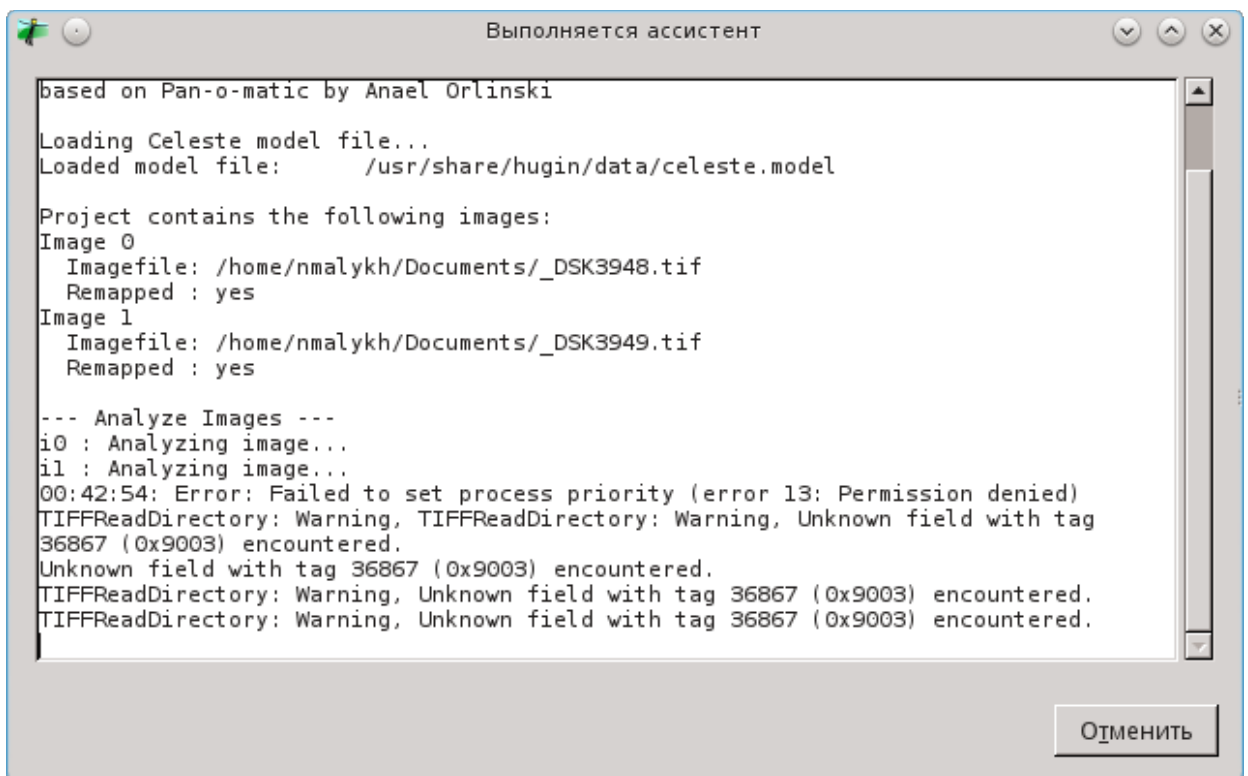 Выполняется ассистент
based on Pan-o-matic by Anael Orlinski
Loading Celeste model file...
Loaded model file:      /usr/share/hugin/data/celeste.model
Project contains the following images:
Image 0
  Imagefile: /home/nmalykh/Documents/_DSK3948.tif
  Remapped : yes
Image 1
  Imagefile: /home/nmalykh/Documents/_DSK3949.tif
  Remapped : yes
--- Analyze Images ---
i0 : Analyzing image...
i1 : Analyzing image...
00:42:54: Error: Failed to set process priority (error 13: Permission denied)
TIFFReadDirectory: Warning, TIFFReadDirectory: Warning, Unknown field with tag
36867 (0x9003) encountered.
Unknown field with tag 36867 (0x9003) encountered.
TIFFReadDirectory: Warning, Unknown field with tag 36867 (0x9003) encountered.
TIFFReadDirectory: Warning, Unknown field with tag 36867 (0x9003) encountered.
Отменить